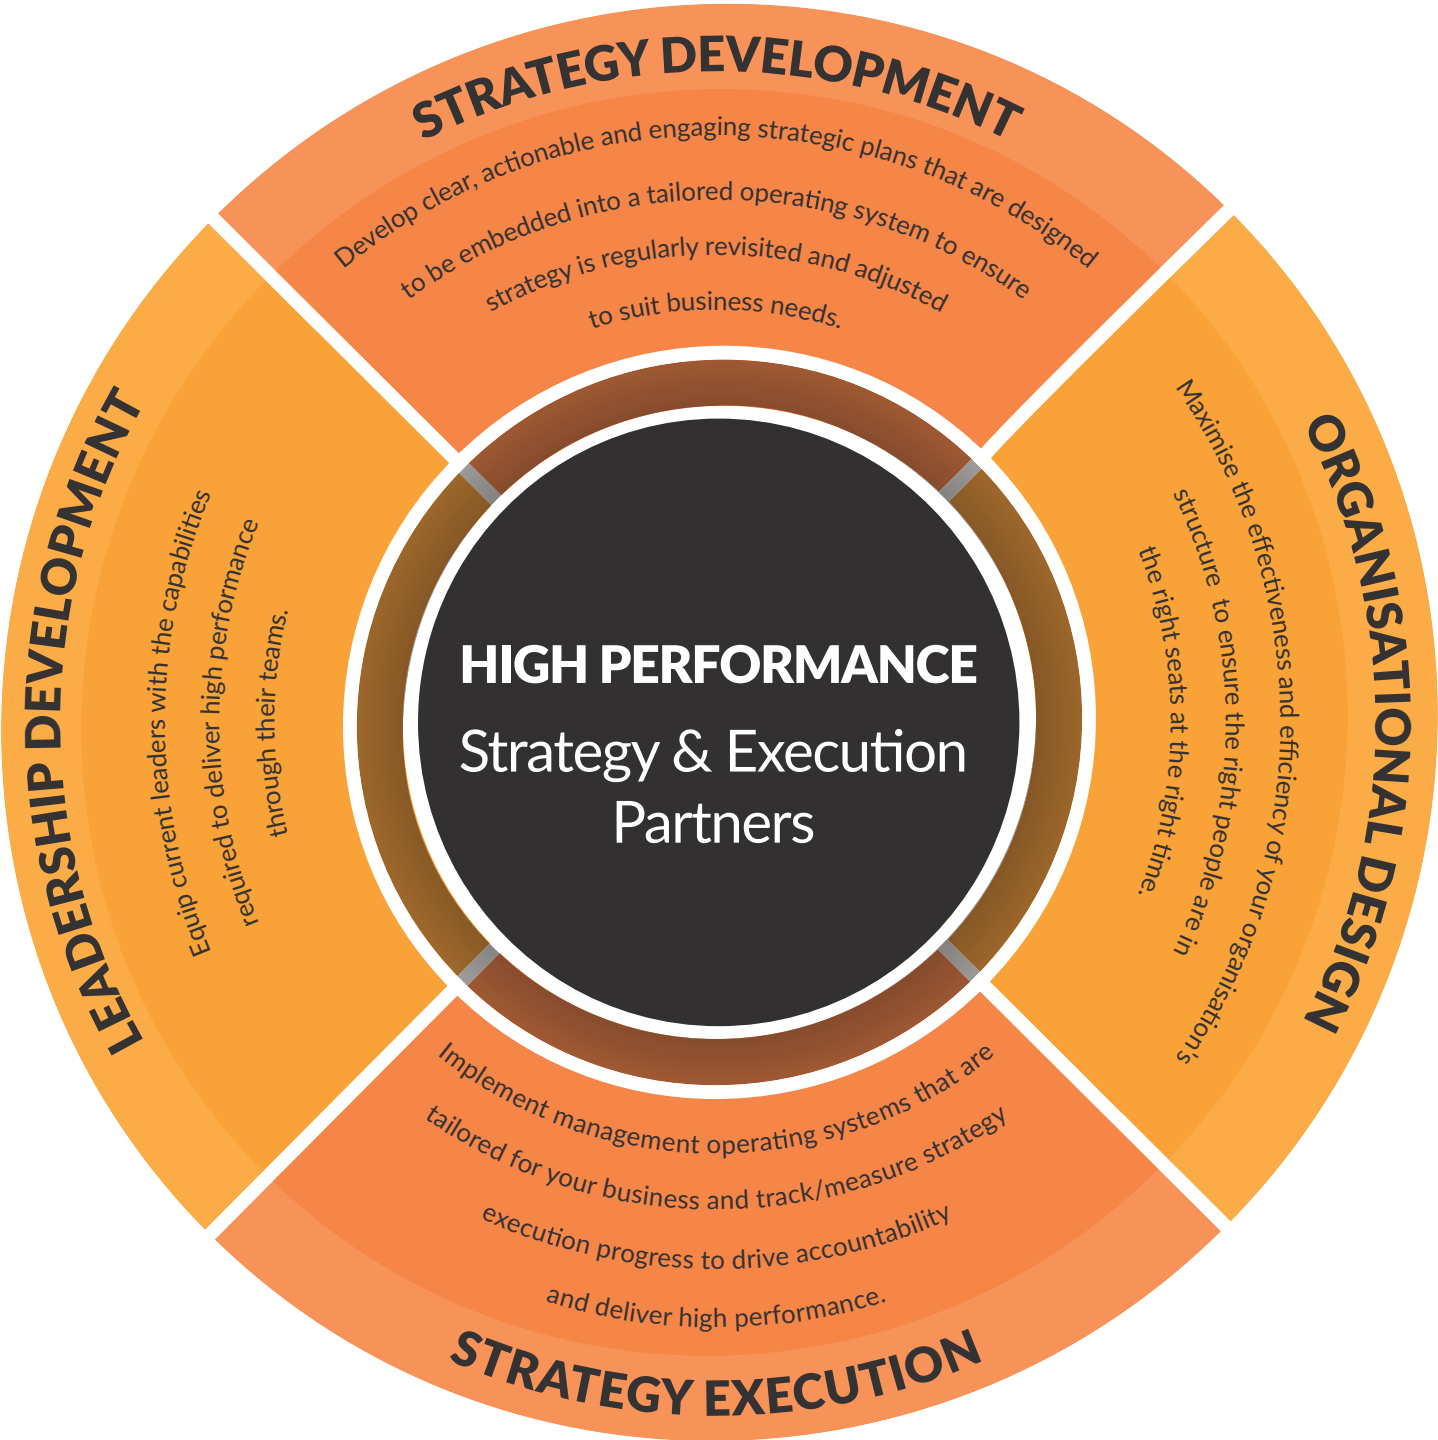 STRATEGY DEVELOPMENT
Develop clear, actionable and engaging strategic plans that are designed
to be embedded into a tailored operating system to ensure
strategy is regularly revisited and adjusted
to suit business needs.
ORGANISATIONAL DESIGN
Maximise the effectiveness and efficiency of your organisation's
structure to ensure the right people are in
the right seats at the right time.
HIGH PERFORMANCE
Strategy & Execution
Partners
LEADERSHIP DEVELOPMENT
Equip current leaders with the capabilities
required to deliver high performance
through their teams.
Implement management operating systems that are
tailored for your business and track/measure strategy
execution progress to drive accountability
and deliver high performance.
STRATEGY EXECUTION